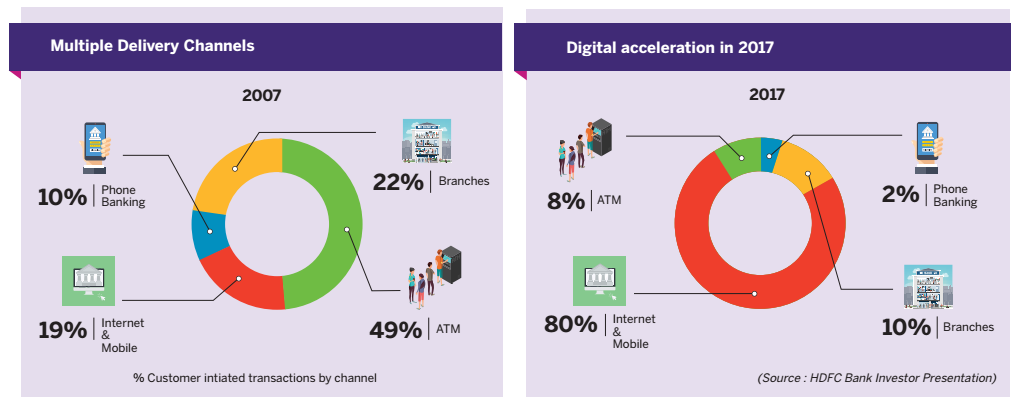 Multiple Delivery Channels
2007
10%
Phone
Banking
22%
Branches
19%
Internet
&
Mobile
49%
ATM
% Customer intiated transactions by channel
Digital acceleration in 2017
2017
8%
ATM
2%
Phone
Banking
80%
Internet
&
Mobile
10%
Branches
(Source : HDFC Bank Investor Presentation)